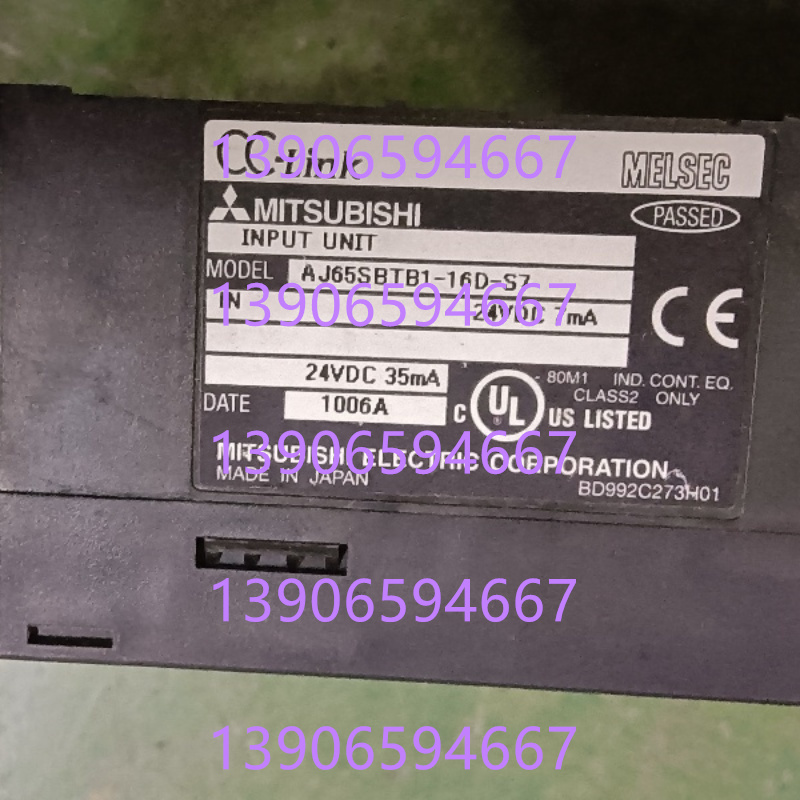 CC-Link MELSEC
13906594667
MITSUBISHI PASSED
INPUT UNIT
MODEL AJ65SBTB1-16D-S7
IN 24VDC 7mA
13906594667
CE
24VDC 35mA
80M1 IND. CONT. EQ.
CLASS2 ONLY
DATE 1006A
C UL ® US LISTED
13906594667
MITSUBISHI ELECTRIC CORPORATION
MADE IN JAPAN
BD992C273H01
13906594667
13906594667